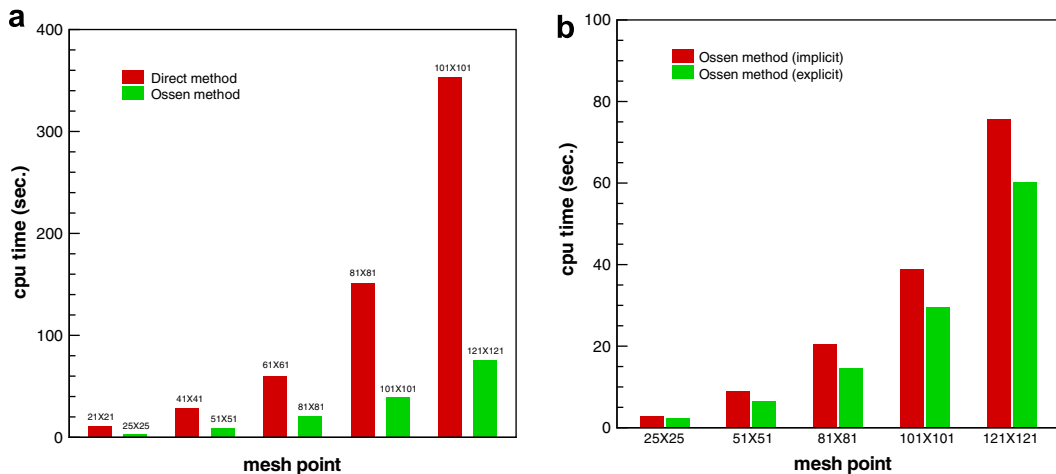 a
400
300
200
100
0
cpu time (sec.)
Direct method
Ossen method
21X21
25X25
41X41
51X51
61X61
81X81
81X81
101X101
101X101
121X121
mesh point
b
100
80
60
40
20
0
cpu time (sec.)
Ossen method (implicit)
Ossen method (explicit)
25X25
51X51
81X81
101X101
121X121
mesh point